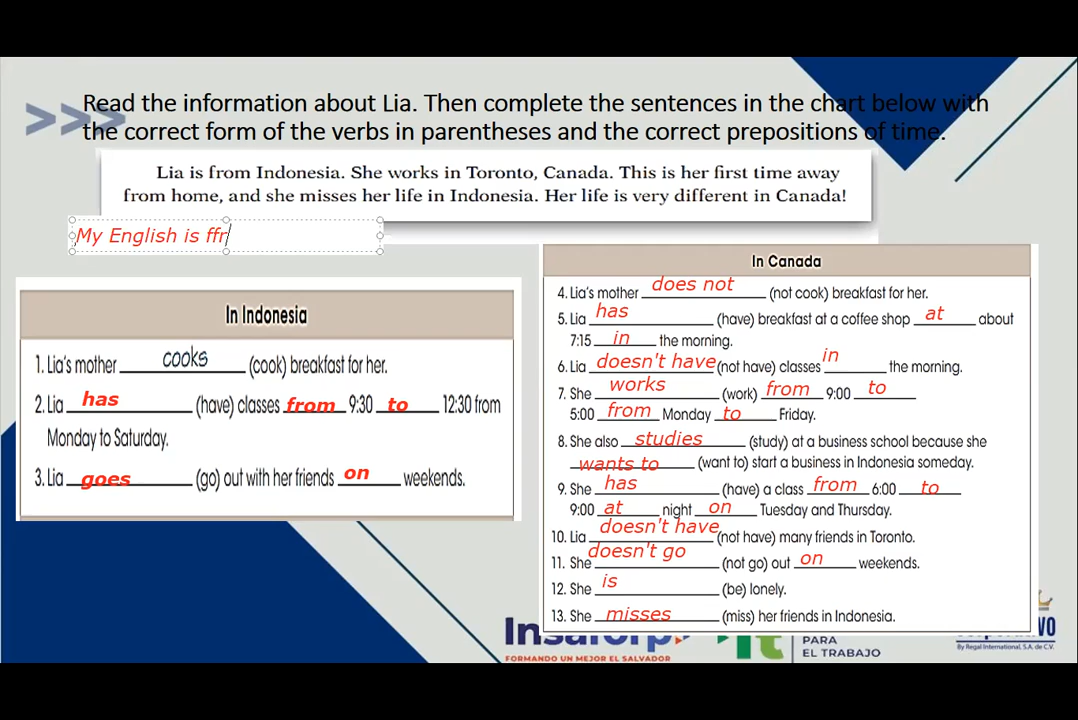 Read the information about Lia. Then complete the sentences in the chart below with
the correct form of the verbs in parentheses and the correct prepositions of time.
Lia is from Indonesia. She works in Toronto, Canada. This is her first time away
from home, and she misses her life in Indonesia. Her life is very different in Canada!
My English is ffr
In Indonesia
1. Lia's mother cooks (cook) breakfast for her.
2. Lia has (have) classes from 9:30 to 12:30 from
Monday to Saturday.
3. Lia goes (go) out with her friends on weekends.
In Canada
4. Lia's mother does not (not cook) breakfast for her.
5. Lia has (have) breakfast at a coffee shop at about
7:15 in the morning.
6. Lia doesn't have (not have) classes in the morning.
7. She works (work) from 9:00 to
5:00 from Monday to Friday.
8. She also studies (study) at a business school because she
wants to (want to) start a business in Indonesia someday.
9. She has (have) a class from 6:00 to
9:00 at night on Tuesday and Thursday.
10. Lia doesn't have (not have) many friends in Toronto.
11. She doesn't go (not go) out on weekends.
12. She is (be) lonely.
13. She misses (miss) her friends in Indonesia.
Insaforp
FORMANDO UN MEJOR EL SALVADOR
PARA
EL TRABAJO
By Regal International, S.A. de C.V.